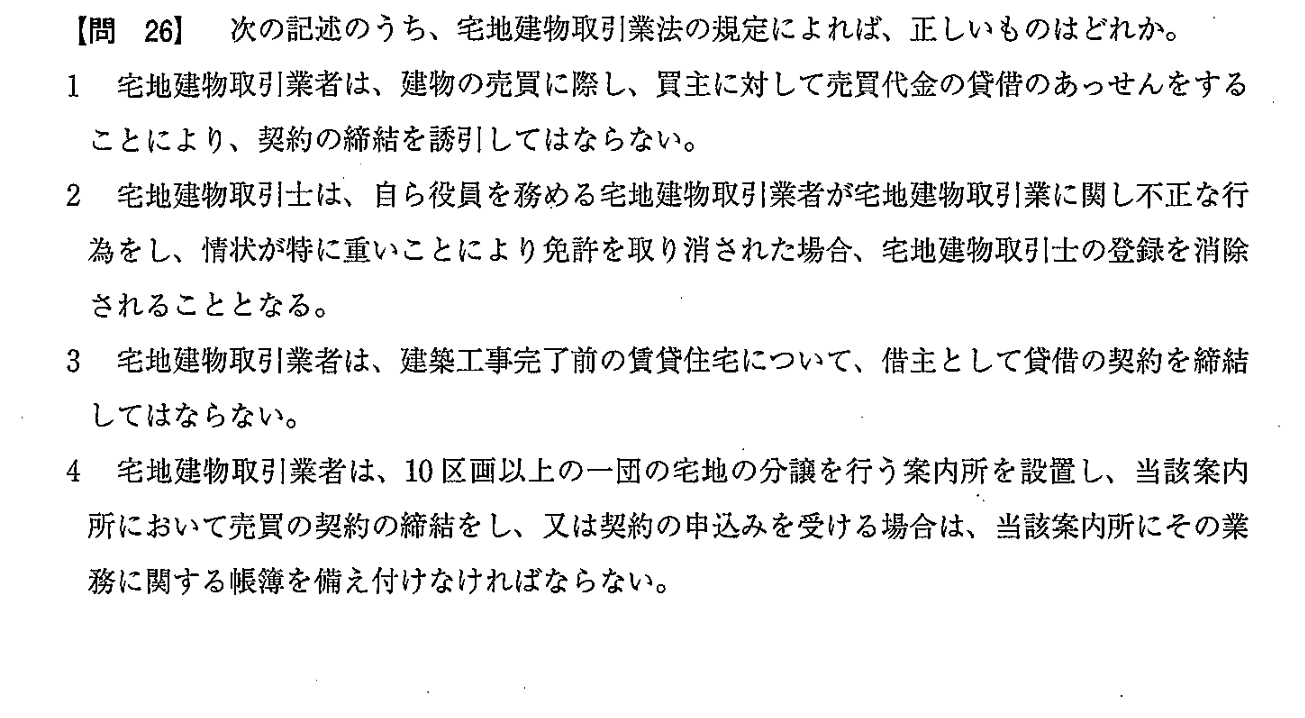 【問 26】 次の記述のうち、宅地建物取引業法の規定によれば、正しいものはどれか。
1 宅地建物取引業者は、建物の売買に際し、買主に対して売買代金の貸借のあっせんをする
ことにより、契約の締結を誘引してはならない。
2 宅地建物取引士は、自ら役員を務める宅地建物取引業者が宅地建物取引業に関し不正な行
為をし、情状が特に重いことにより免許を取り消された場合、宅地建物取引士の登録を消除
されることとなる。
3 宅地建物取引業者は、建築工事完了前の賃貸住宅について、借主として貸借の契約を締結
してはならない。
4 宅地建物取引業者は、10 区画以上の一団の宅地の分譲を行う案内所を設置し、当該案内
所において売買の契約の締結をし、又は契約の申込みを受ける場合は、当該案内所にその業
務に関する帳簿を備え付けなければならない。